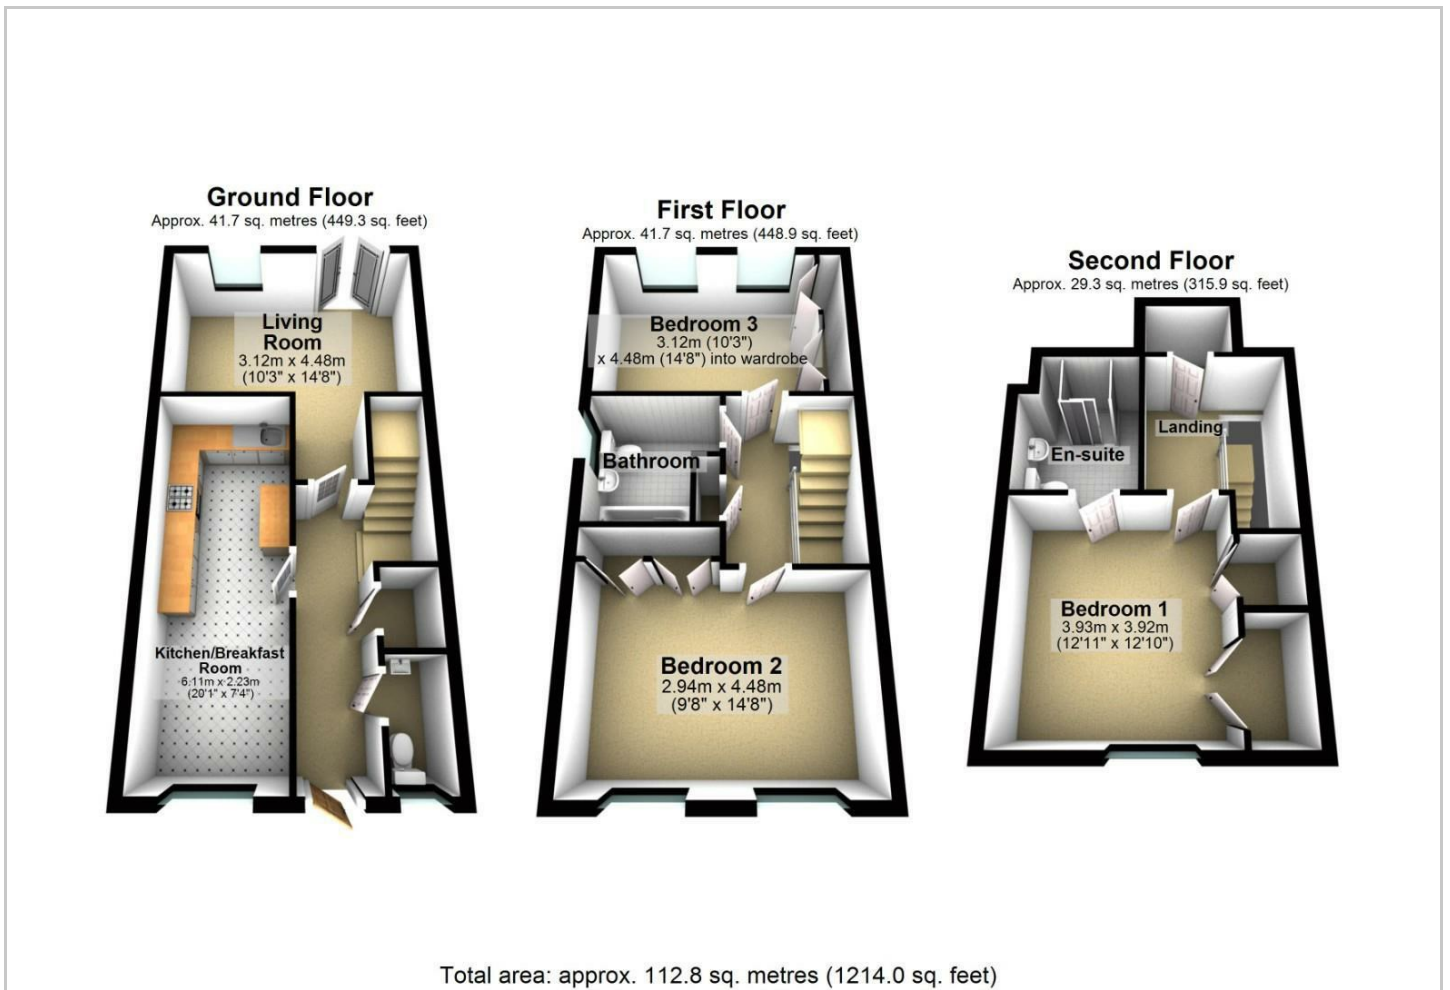 Ground Floor
Approx. 41.7 sq. metres (449.3 sq. feet)
Living
Room
3.12m x 4.48m
(10'3" x 14'8")
Kitchen/Breakfast
Room
6.11m x 2.23m
(20'1" x 7'4")
First Floor
Approx. 41.7 sq. metres (448.9 sq. feet)
Bedroom 3
3.12m (10'3")
x 4.48m (14'8") into wardrobe
Bathroom
Bedroom 2
2.94m x 4.48m
(9'8" x 14'8")
Second Floor
Approx. 29.3 sq. metres (315.9 sq. feet)
Landing
En-suite
Bedroom 1
3.93m x 3.92m
(12'11" x 12'10")
Total area: approx. 112.8 sq. metres (1214.0 sq. feet)